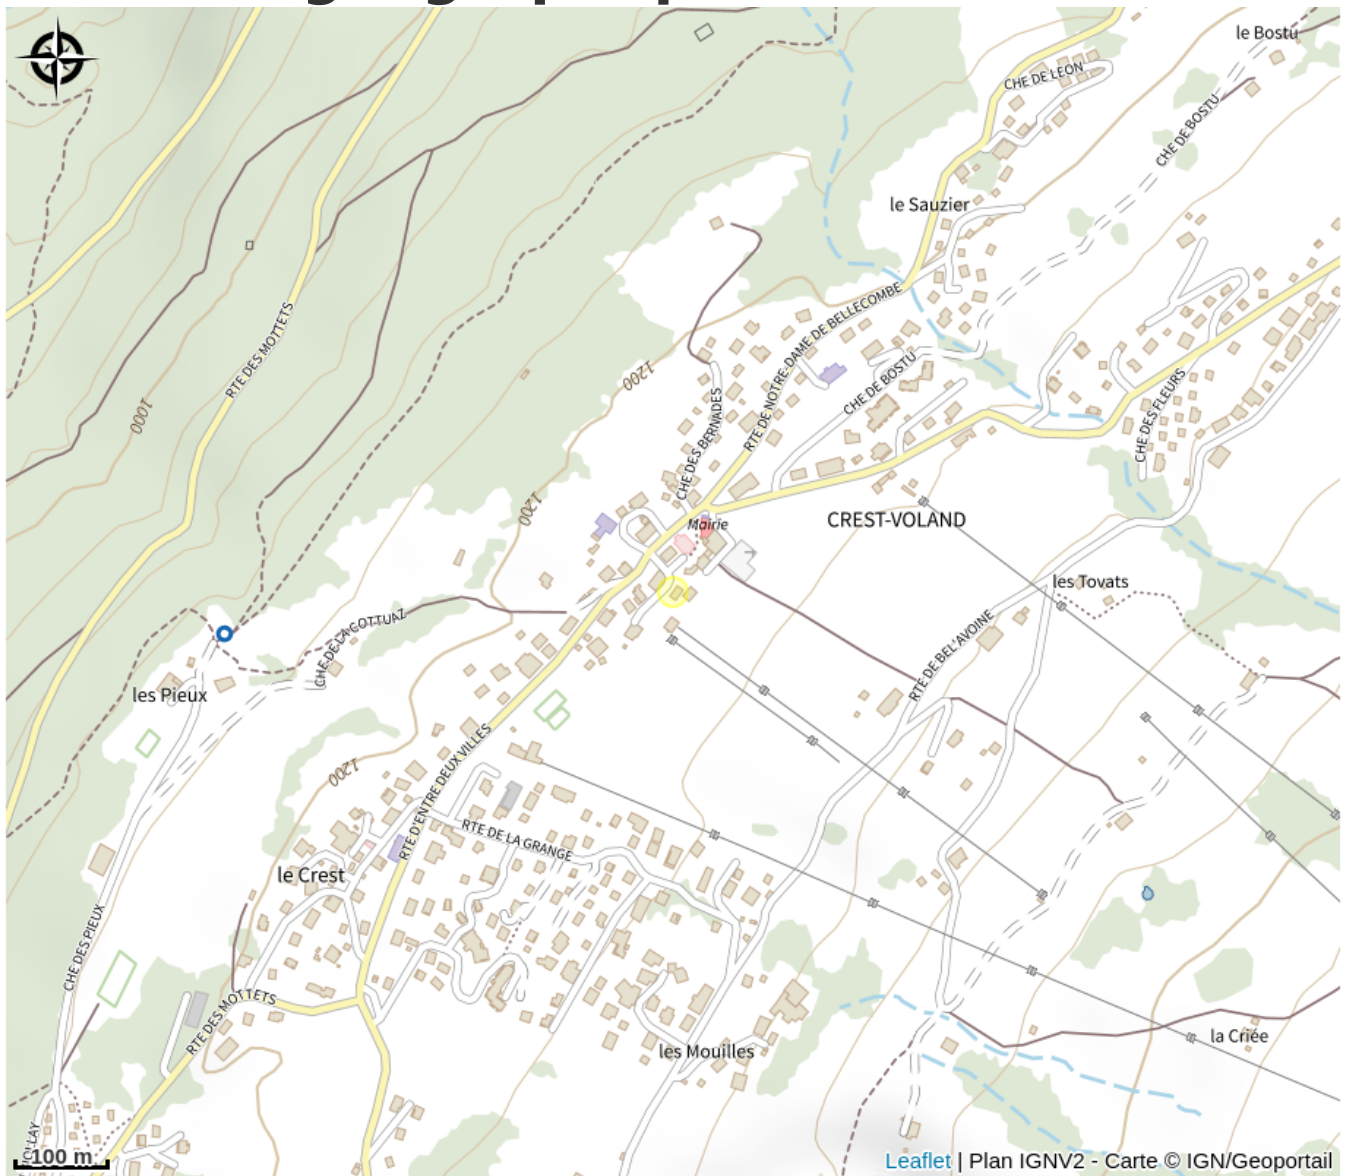 le Bostu
CHE DE LEON
CHE DE BOSTU
le Sauzier
RTE DE NOTRE-DAME DE BELLECOMBE
RTE DES MOTTETS
1200
1000
CHE DE BOSTU
CHE DES FLEURS
CHE DES BERNADES
1200
Mairie
CREST-VOLAND
les Tovats
CHE DE LA COTTUAZ
RTE DE BEL'AVOINE
les Pieux
1200
RTE D'ENTRE DEUX VILLES
RTE DE LA GRANGE
le Crest
CHE DES PIEUX
RTE DES MOTTETS
la Criée
les Mouilles
100 m
Leaflet | Plan IGNV2 - Carte © IGN/Geoportail